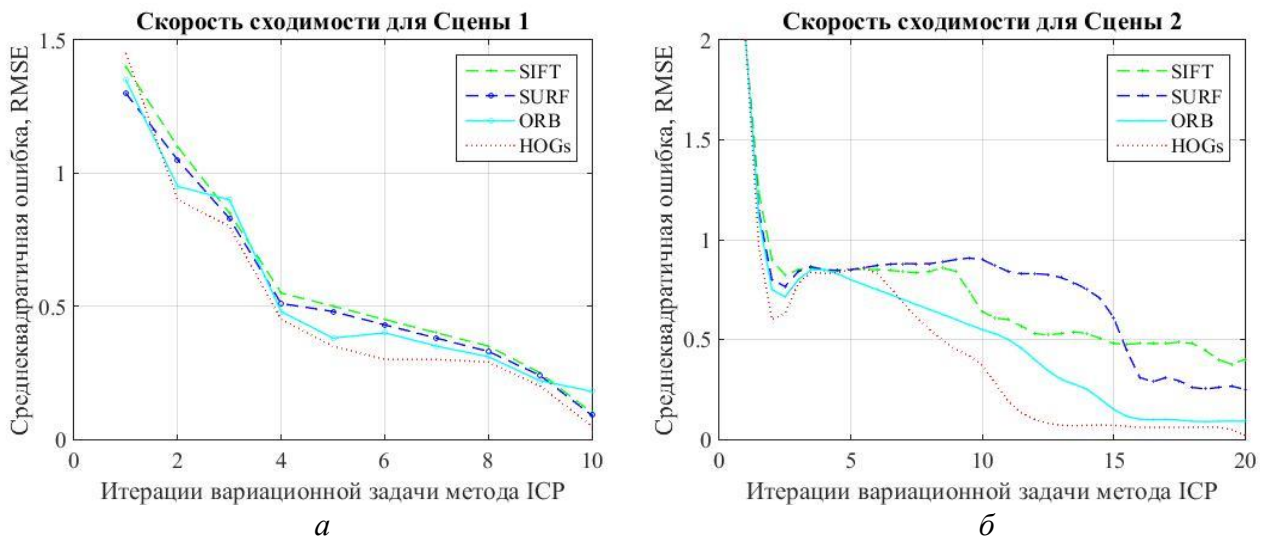 Скорость сходимости для Сцены 1
Среднеквадратичная ошибка, RMSE
1.5
1
0.5
0
0
2
4
6
8
10
SIFT
SURF
ORB
HOGs
Итерации вариационной задачи метода ICP
а
Скорость сходимости для Сцены 2
Среднеквадратичная ошибка, RMSE
2
1.5
1
0.5
0
0
5
10
15
20
SIFT
SURF
ORB
HOGs
Итерации вариационной задачи метода ICP
б